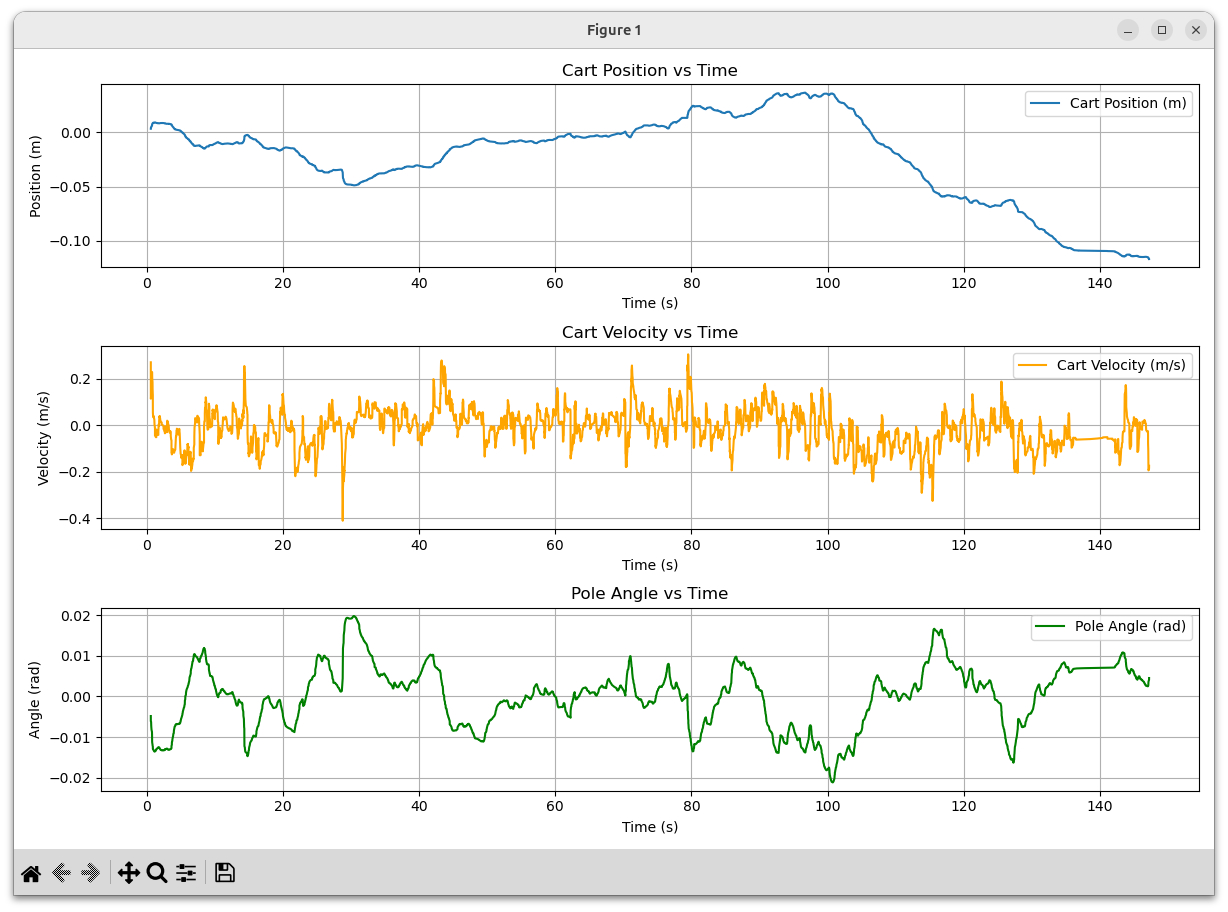 Figure 1
Cart Position vs Time
Cart Position (m)
Position (m)
0.00
−0.05
−0.10
0 20 40 60 80 100 120 140
Time (s)
Cart Velocity vs Time
Cart Velocity (m/s)
Velocity (m/s)
0.2
0.0
−0.2
−0.4
0 20 40 60 80 100 120 140
Time (s)
Pole Angle vs Time
Pole Angle (rad)
Angle (rad)
0.02
0.01
0.00
−0.01
−0.02
0 20 40 60 80 100 120 140
Time (s)